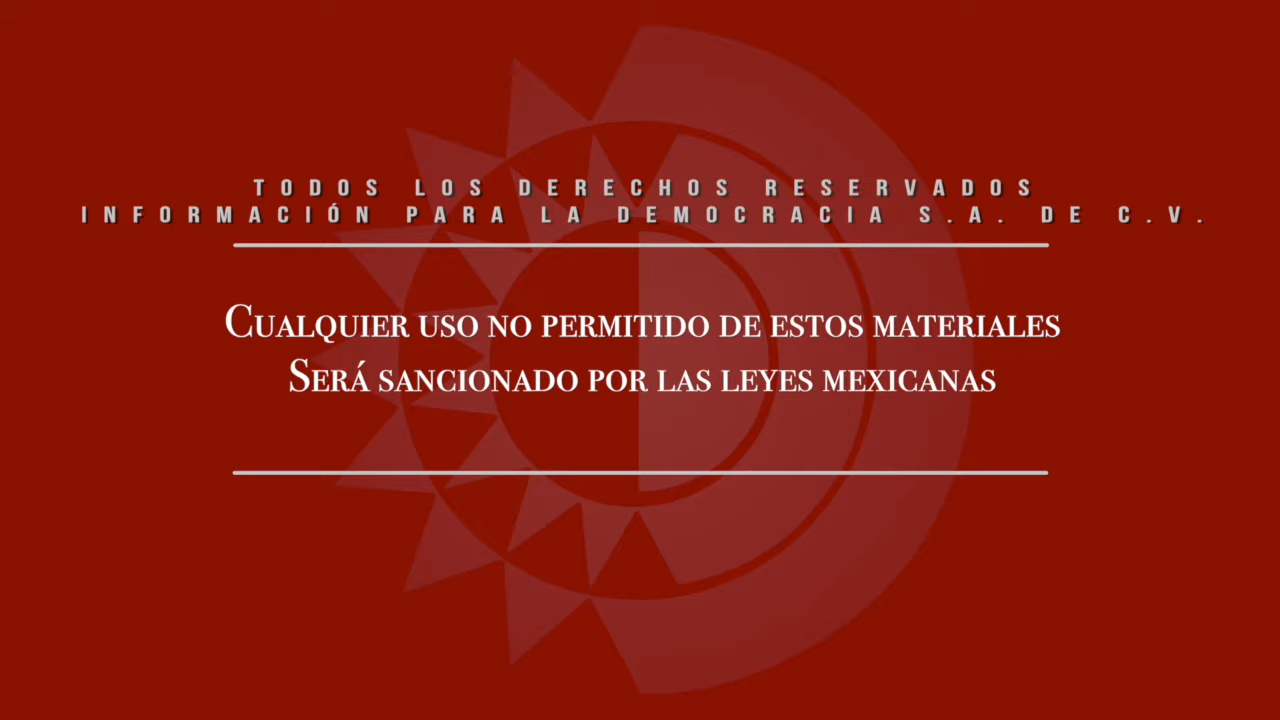 TODOS LOS DERECHOS RESERVADOS
INFORMACIÓN PARA LA DEMOCRACIA S.A. DE C.V.
Cualquier uso no permitido de estos materiales
Será sancionado por las leyes mexicanas